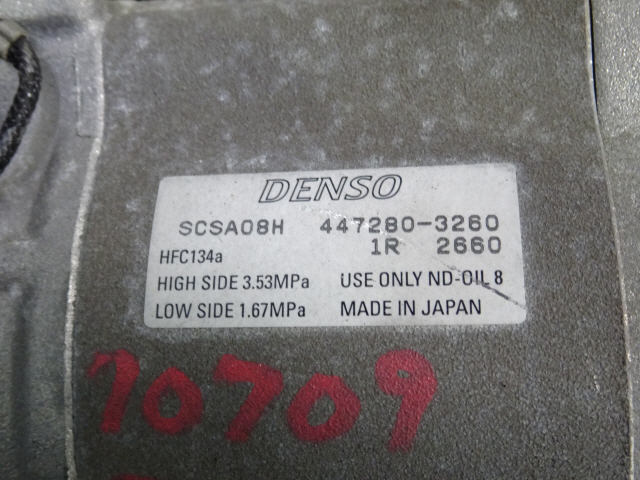 DENSO
SCSA08H 447280-3260
1R 2660
HFC134a
HIGH SIDE 3.53MPa USE ONLY ND-OIL 8
LOW SIDE 1.67MPa MADE IN JAPAN
70709